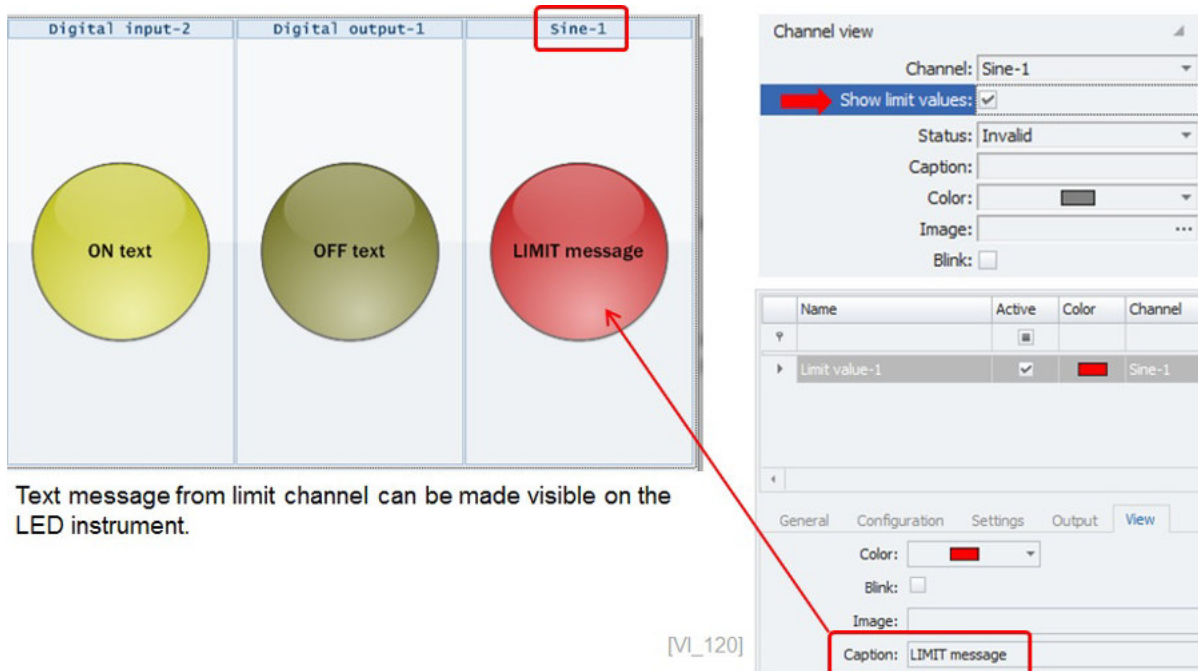 Digital input-2
Digital output-1
Sine-1
ON text
OFF text
LIMIT message
Text message from limit channel can be made visible on the
LED instrument.
[VI_120]
Channel view
Channel: Sine-1
Show limit values:
Status: Invalid
Caption:
Color:
Image: ...
Blink:
Name Active Color Channel
Limit value-1 Sine-1
General Configuration Settings Output View
Color:
Blink:
Image:
Caption: LIMIT message